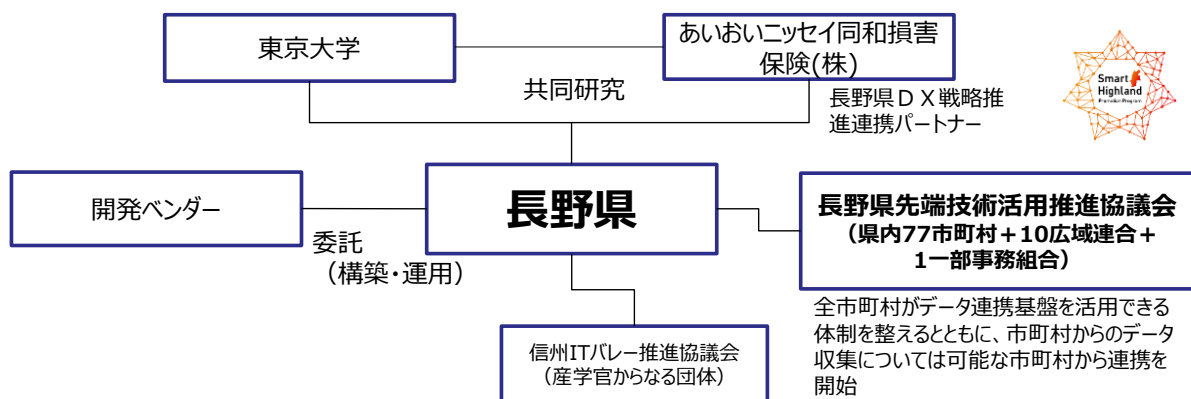 東京大学
あいおいニッセイ同和損害
保険(株)
共同研究
長野県ＤＸ戦略推
進連携パートナー
Smart
Highland
Promotion Program
開発ベンダー
長野県
長野県先端技術活用推進協議会
（県内77市町村＋10広域連合＋
1一部事務組合）
委託
（構築・運用）
全市町村がデータ連携基盤を活用できる
体制を整えるとともに、市町村からのデータ
収集については可能な市町村から連携を
開始
信州ITバレー推進協議会
（産学官からなる団体）